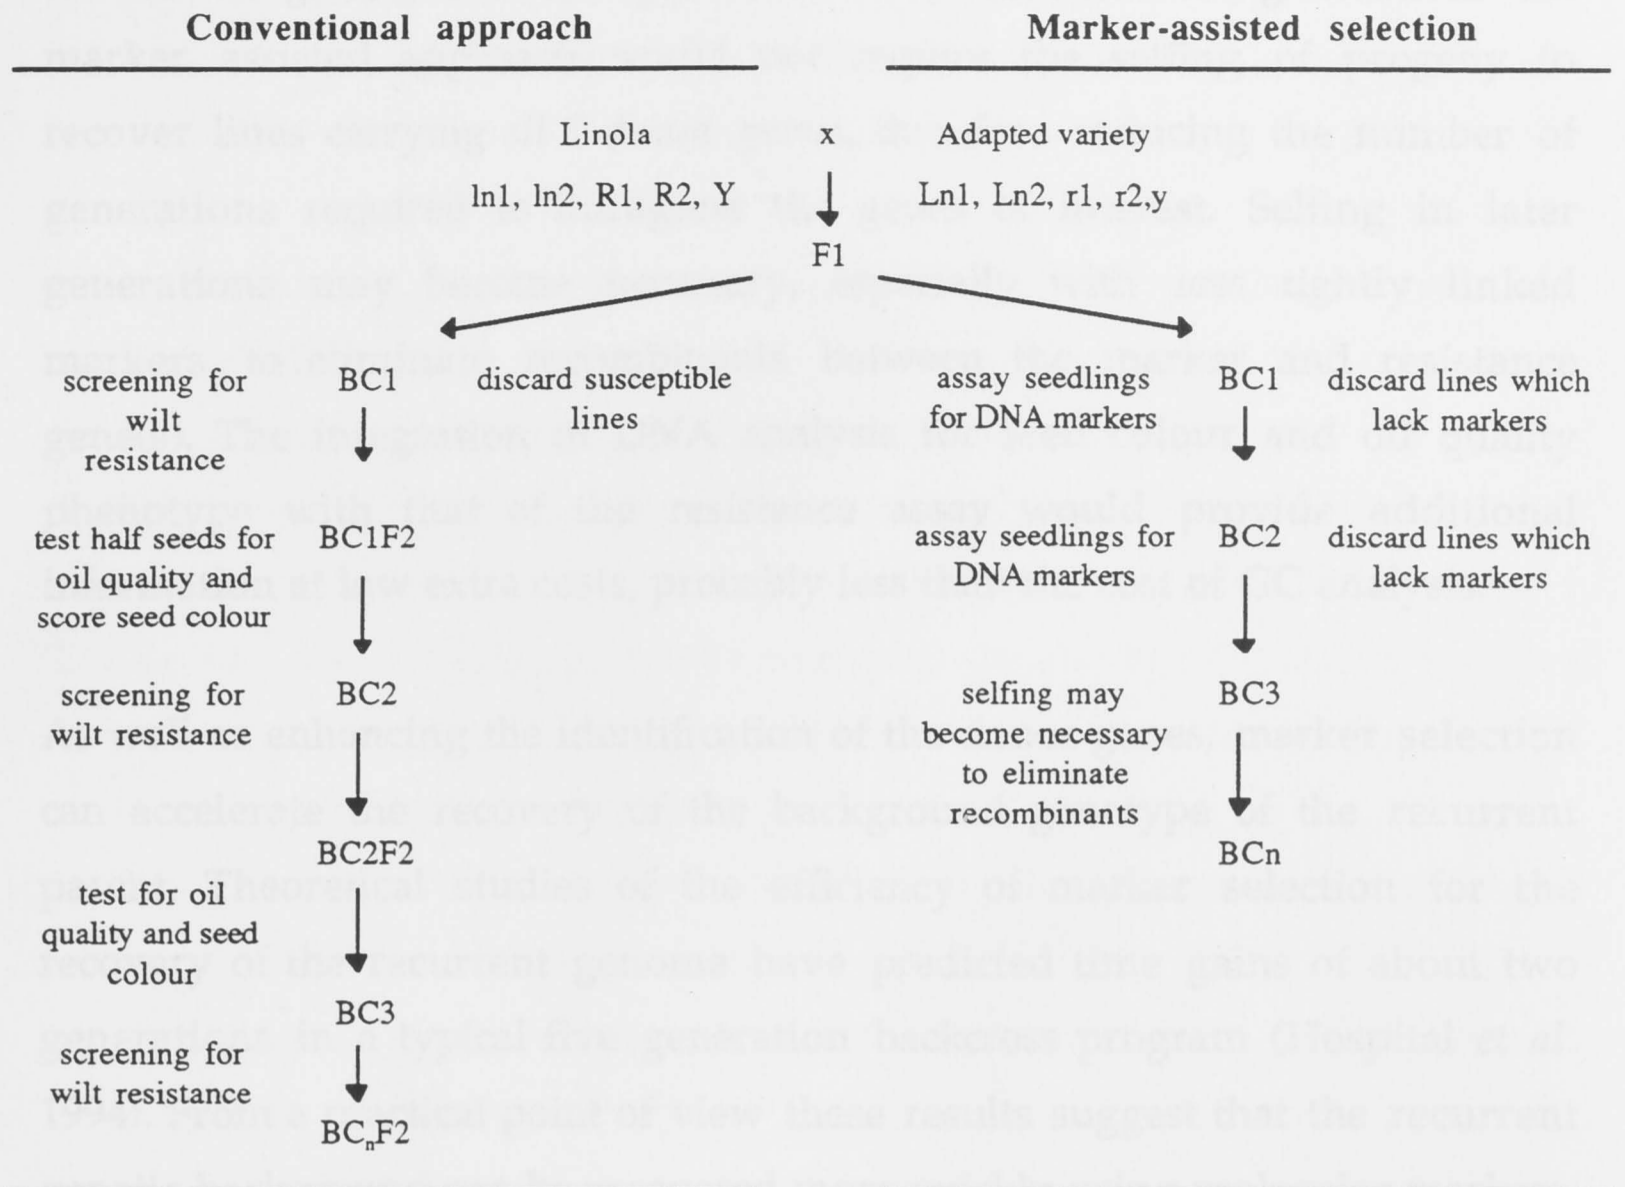 Conventional approach
Marker-assisted selection
Linola x Adapted variety
ln1, ln2, R1, R2, Y Ln1, Ln2, r1, r2,y
F1
screening for
wilt
resistance
BC1
discard susceptible
lines
test half seeds for
oil quality and
score seed colour
BC1F2
screening for
wilt resistance
BC2
BC2F2
test for oil
quality and seed
colour
BC3
screening for
wilt resistance
BCnF2
assay seedlings
for DNA markers
BC1
discard lines which
lack markers
assay seedlings for
DNA markers
BC2
discard lines which
lack markers
selfing may
become necessary
to eliminate
recombinants
BC3
BCn